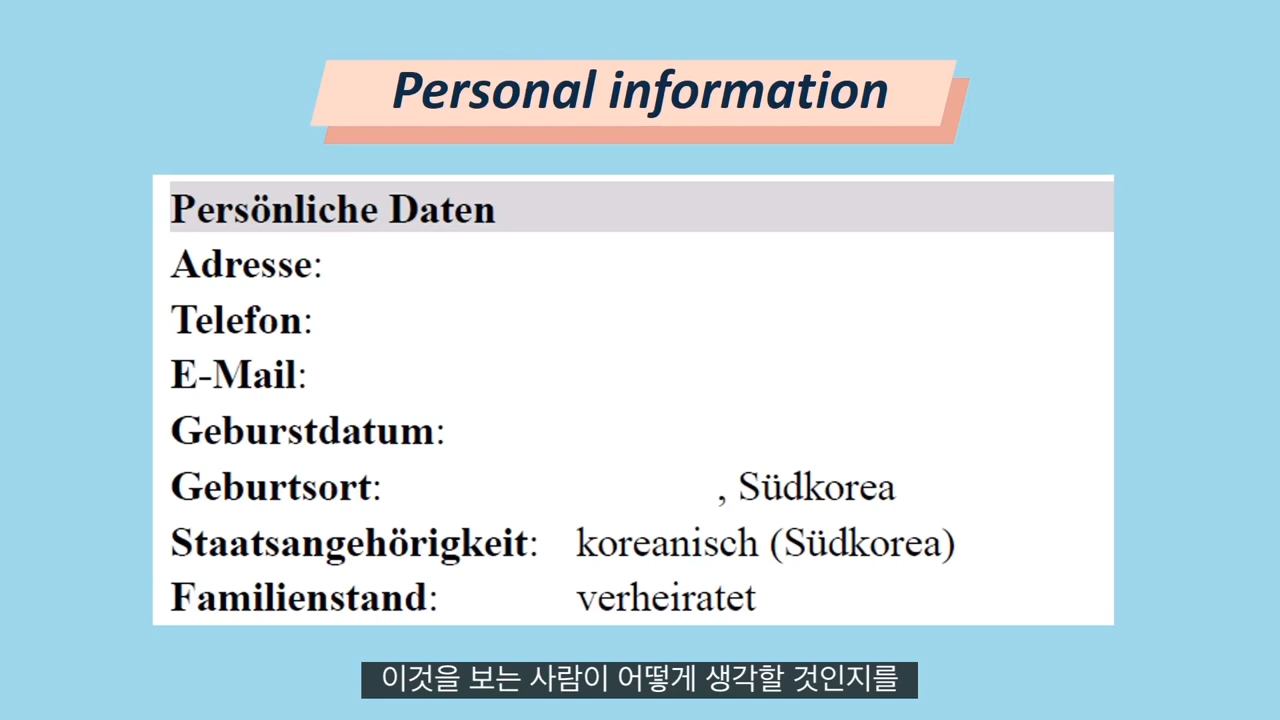 Personal information
Persönliche Daten
Adresse:
Telefon:
E-Mail:
Geburstdatum:
Geburtsort: , Südkorea
Staatsangehörigkeit: koreanisch (Südkorea)
Familienstand: verheiratet
이것을 보는 사람이 어떻게 생각할 것인지를